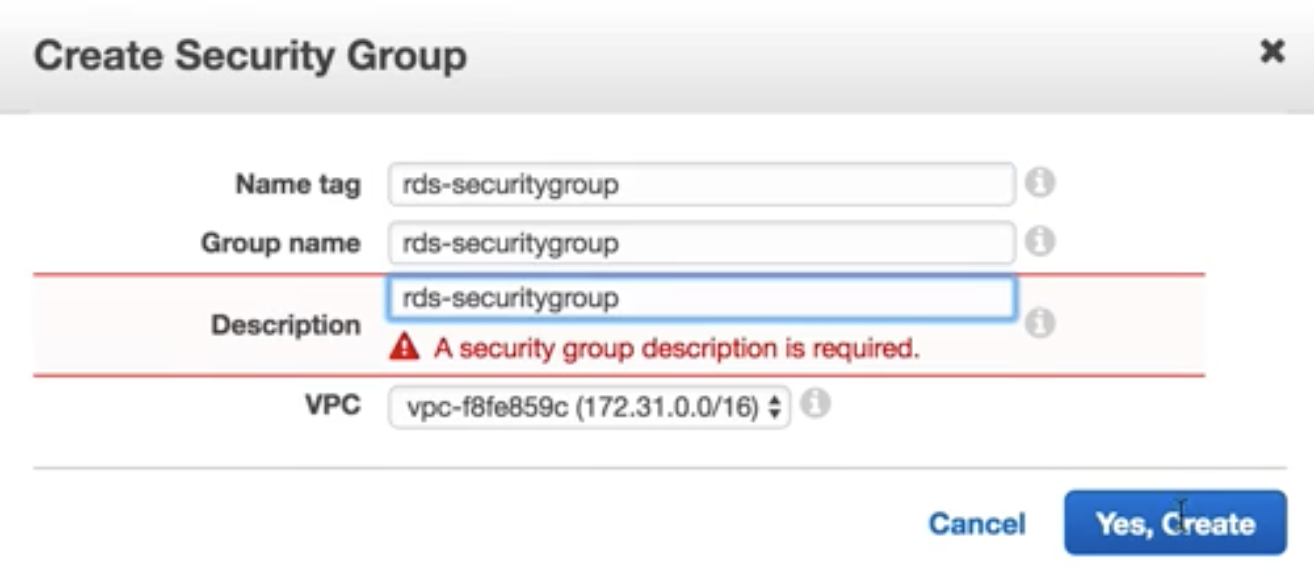 Create Security Group
Name tag rds-securitygroup
Group name rds-securitygroup
rds-securitygroup
Description
A security group description is required.
VPC vpc-f8fe859c (172.31.0.0/16)
Cancel Yes, Create